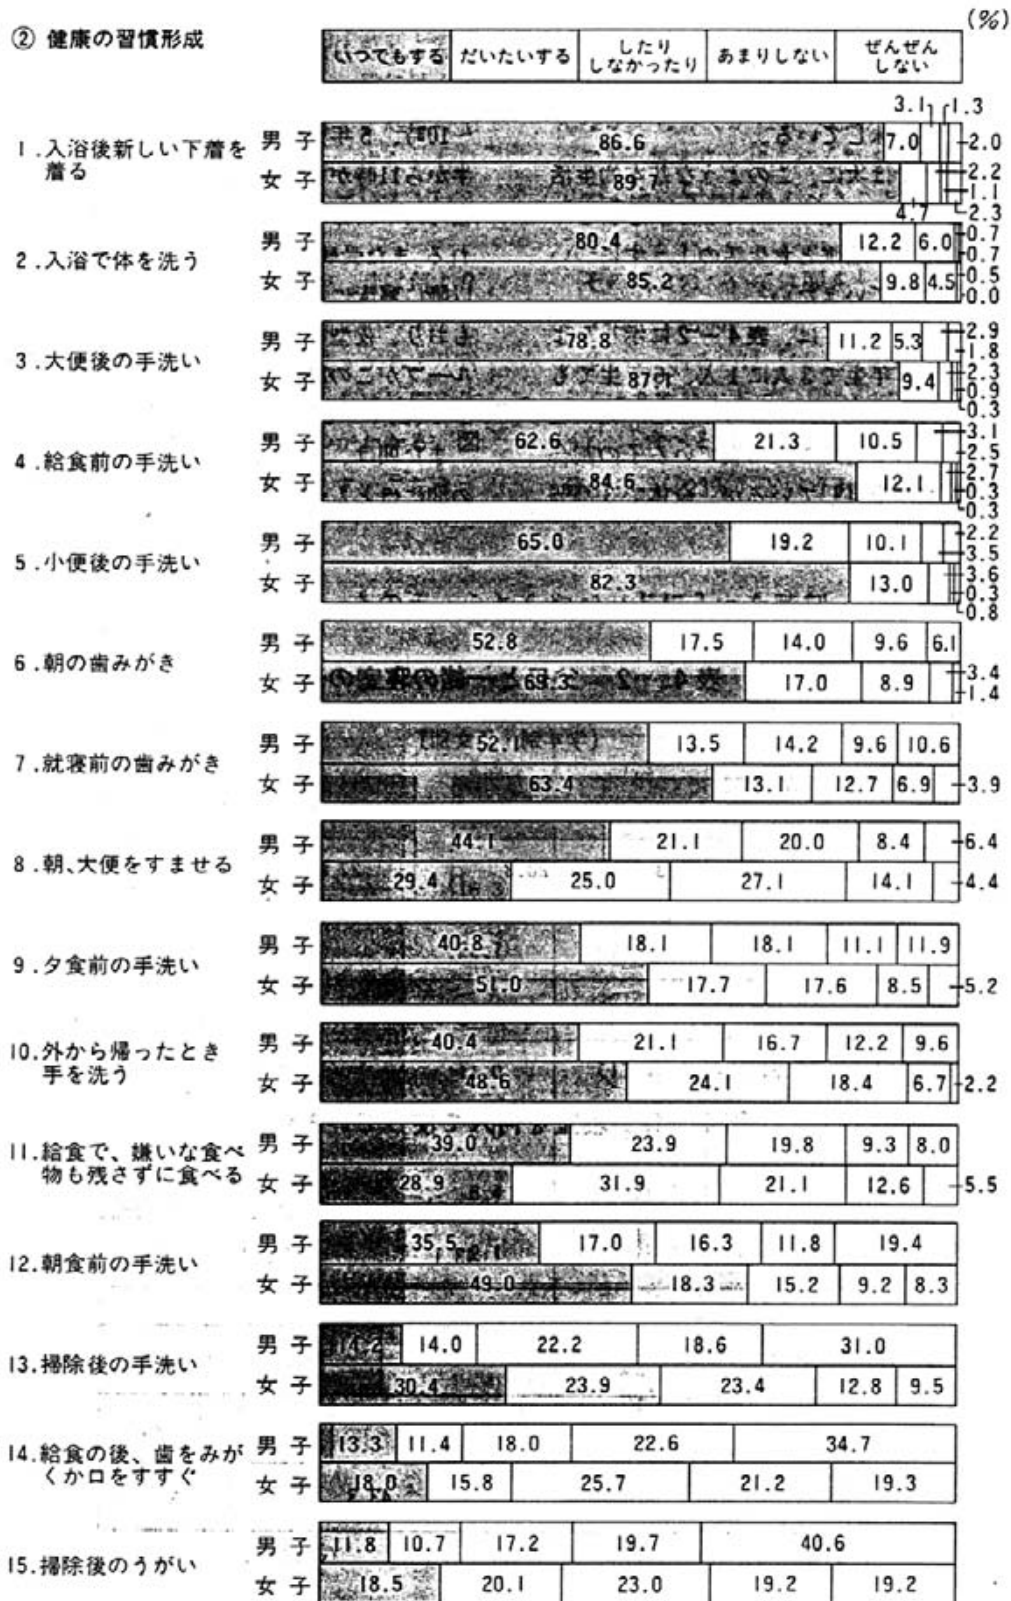 (%)
② 健康の習慣形成
いつでもする だいたいする したりしなかったり あまりしない ぜんぜんしない
1.入浴後新しい下着を着る
男子 86.6 7.0 3.1 1.3 2.0
女子 89.7 4.7 2.2 1.1 2.3
2.入浴で体を洗う
男子 80.4 12.2 6.0 0.7 0.7
女子 85.2 9.8 4.5 0.5 0.0
3.大便後の手洗い
男子 78.8 11.2 5.3 2.9 1.8
女子 87.1 9.4 2.3 0.9 0.3
4.給食前の手洗い
男子 62.6 21.3 10.5 3.1 2.5
女子 84.6 12.1 2.7 0.3 0.3
5.小便後の手洗い
男子 65.0 19.2 10.1 2.2 3.5
女子 82.3 13.0 3.6 0.3 0.8
6.朝の歯みがき
男子 52.8 17.5 14.0 9.6 6.1
女子 69.3 17.0 8.9 3.4 1.4
7.就寝前の歯みがき
男子 52.1 13.5 14.2 9.6 10.6
女子 63.4 13.1 12.7 6.9 3.9
8.朝、大便をすませる
男子 44.1 21.1 20.0 8.4 6.4
女子 29.4 25.0 27.1 14.1 4.4
9.夕食前の手洗い
男子 40.8 18.1 18.1 11.1 11.9
女子 51.0 17.7 17.6 8.5 5.2
10.外から帰ったとき手を洗う
男子 40.4 21.1 16.7 12.2 9.6
女子 48.6 24.1 18.4 6.7 2.2
11.給食で、嫌いな食べ物も残さずに食べる
男子 39.0 23.9 19.8 9.3 8.0
女子 28.9 31.9 21.1 12.6 5.5
12.朝食前の手洗い
男子 35.5 17.0 16.3 11.8 19.4
女子 49.0 18.3 15.2 9.2 8.3
13.掃除後の手洗い
男子 14.2 14.0 22.2 18.6 31.0
女子 30.4 23.9 23.4 12.8 9.5
14.給食の後、歯をみがくか口をすすぐ
男子 13.3 11.4 18.0 22.6 34.7
女子 18.0 15.8 25.7 21.2 19.3
15.掃除後のうがい
男子 11.8 10.7 17.2 19.7 40.6
女子 18.5 20.1 23.0 19.2 19.2